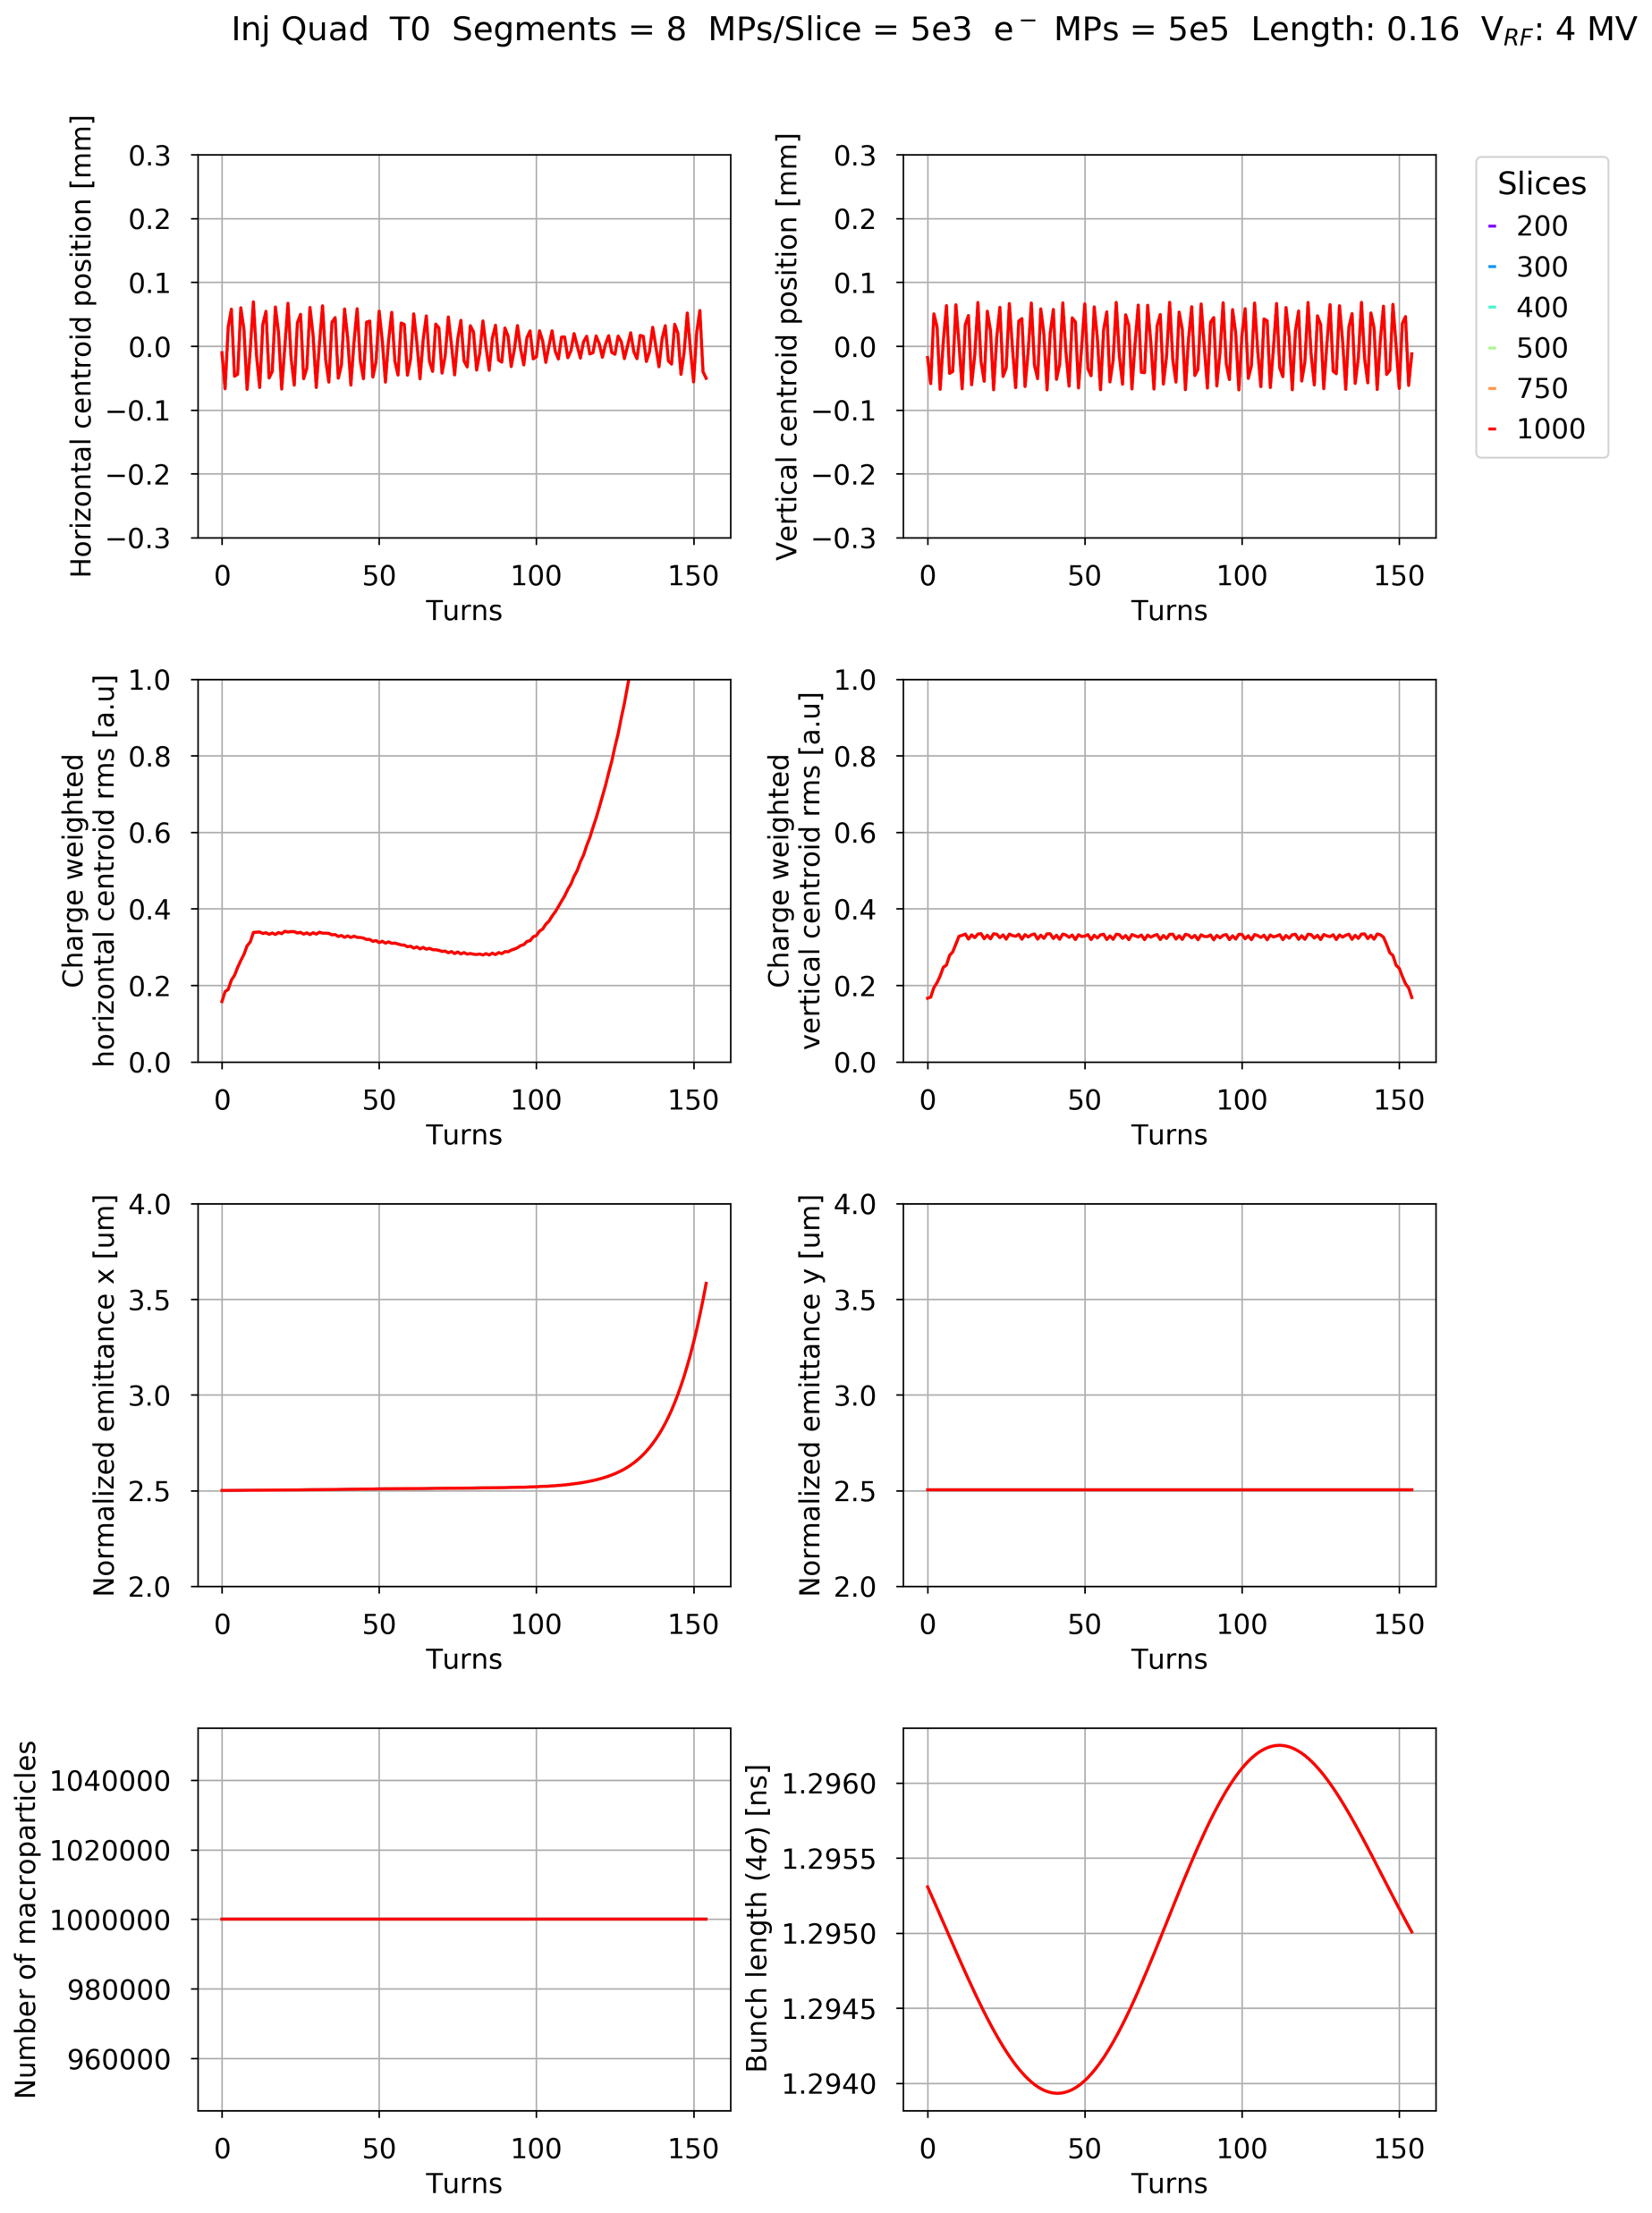 Inj Quad  T0  Segments = 8  MPs/Slice = 5e3  e⁻ MPs = 5e5  Length: 0.16  V_RF: 4 MV
Horizontal centroid position [mm]
0.3
0.2
0.1
0.0
−0.1
−0.2
−0.3
0 50 100 150
Turns
Vertical centroid position [mm]
0.3
0.2
0.1
0.0
−0.1
−0.2
−0.3
0 50 100 150
Turns
Slices
200
300
400
500
750
1000
Charge weighted
horizontal centroid rms [a.u]
1.0
0.8
0.6
0.4
0.2
0.0
0 50 100 150
Turns
Charge weighted
vertical centroid rms [a.u]
1.0
0.8
0.6
0.4
0.2
0.0
0 50 100 150
Turns
Normalized emittance x [um]
4.0
3.5
3.0
2.5
2.0
0 50 100 150
Turns
Normalized emittance y [um]
4.0
3.5
3.0
2.5
2.0
0 50 100 150
Turns
Number of macroparticles
1040000
1020000
1000000
980000
960000
0 50 100 150
Turns
Bunch length (4σ) [ns]
1.2960
1.2955
1.2950
1.2945
1.2940
0 50 100 150
Turns